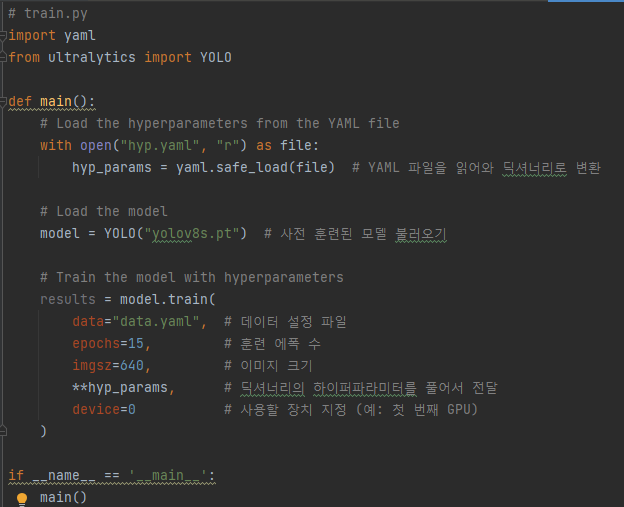 # train.py
import yaml
from ultralytics import YOLO
def main():
# Load the hyperparameters from the YAML file
with open("hyp.yaml", "r") as file:
hyp_params = yaml.safe_load(file)  # YAML 파일을 읽어와 딕셔너리로 변환
# Load the model
model = YOLO("yolov8s.pt")  # 사전 훈련된 모델 불러오기
# Train the model with hyperparameters
results = model.train(
data="data.yaml",  # 데이터 설정 파일
epochs=15,         # 훈련 에폭 수
imgsz=640,         # 이미지 크기
**hyp_params,      # 딕셔너리의 하이퍼파라미터를 풀어서 전달
device=0           # 사용할 장치 지정 (예: 첫 번째 GPU)
)
if __name__ == '__main__':
main()